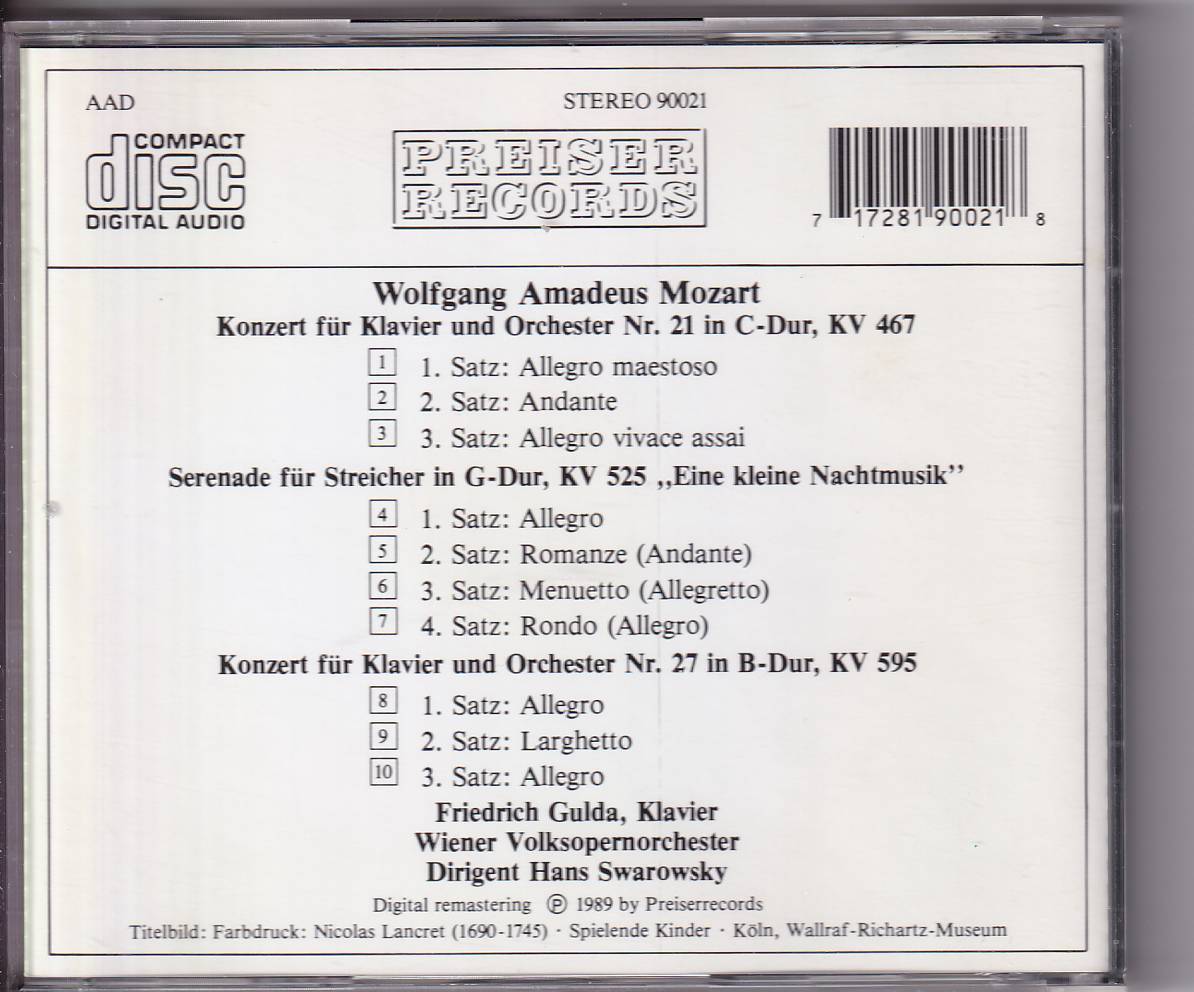 AAD
STEREO 90021
COMPACT
disc
DIGITAL AUDIO
PREISER
RECORDS
7 17281 90021 8
Wolfgang Amadeus Mozart
Konzert für Klavier und Orchester Nr. 21 in C-Dur, KV 467
1 1. Satz: Allegro maestoso
2 2. Satz: Andante
3 3. Satz: Allegro vivace assai
Serenade für Streicher in G-Dur, KV 525 ,,Eine kleine Nachtmusik’’
4 1. Satz: Allegro
5 2. Satz: Romanze (Andante)
6 3. Satz: Menuetto (Allegretto)
7 4. Satz: Rondo (Allegro)
Konzert für Klavier und Orchester Nr. 27 in B-Dur, KV 595
8 1. Satz: Allegro
9 2. Satz: Larghetto
10 3. Satz: Allegro
Friedrich Gulda, Klavier
Wiener Volksopernorchester
Dirigent Hans Swarowsky
Digital remastering ℗ 1989 by Preiserrecords
Titelbild: Farbdruck: Nicolas Lancret (1690-1745) · Spielende Kinder · Köln, Wallraf-Richartz-Museum